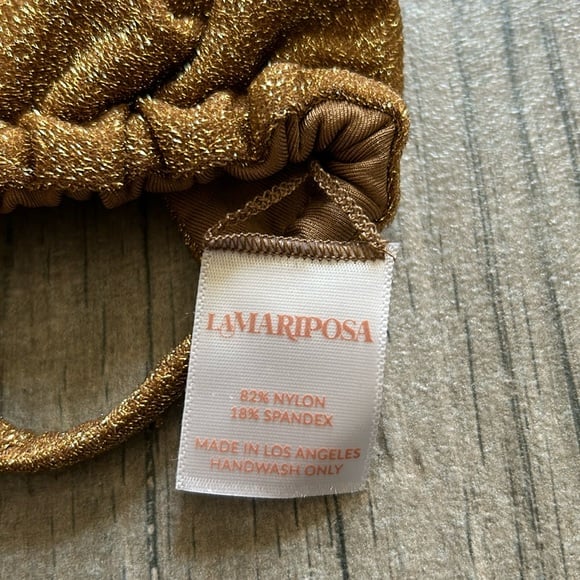 LAMARIPOSA
82% NYLON
18% SPANDEX
MADE IN LOS ANGELES
HANDWASH ONLY